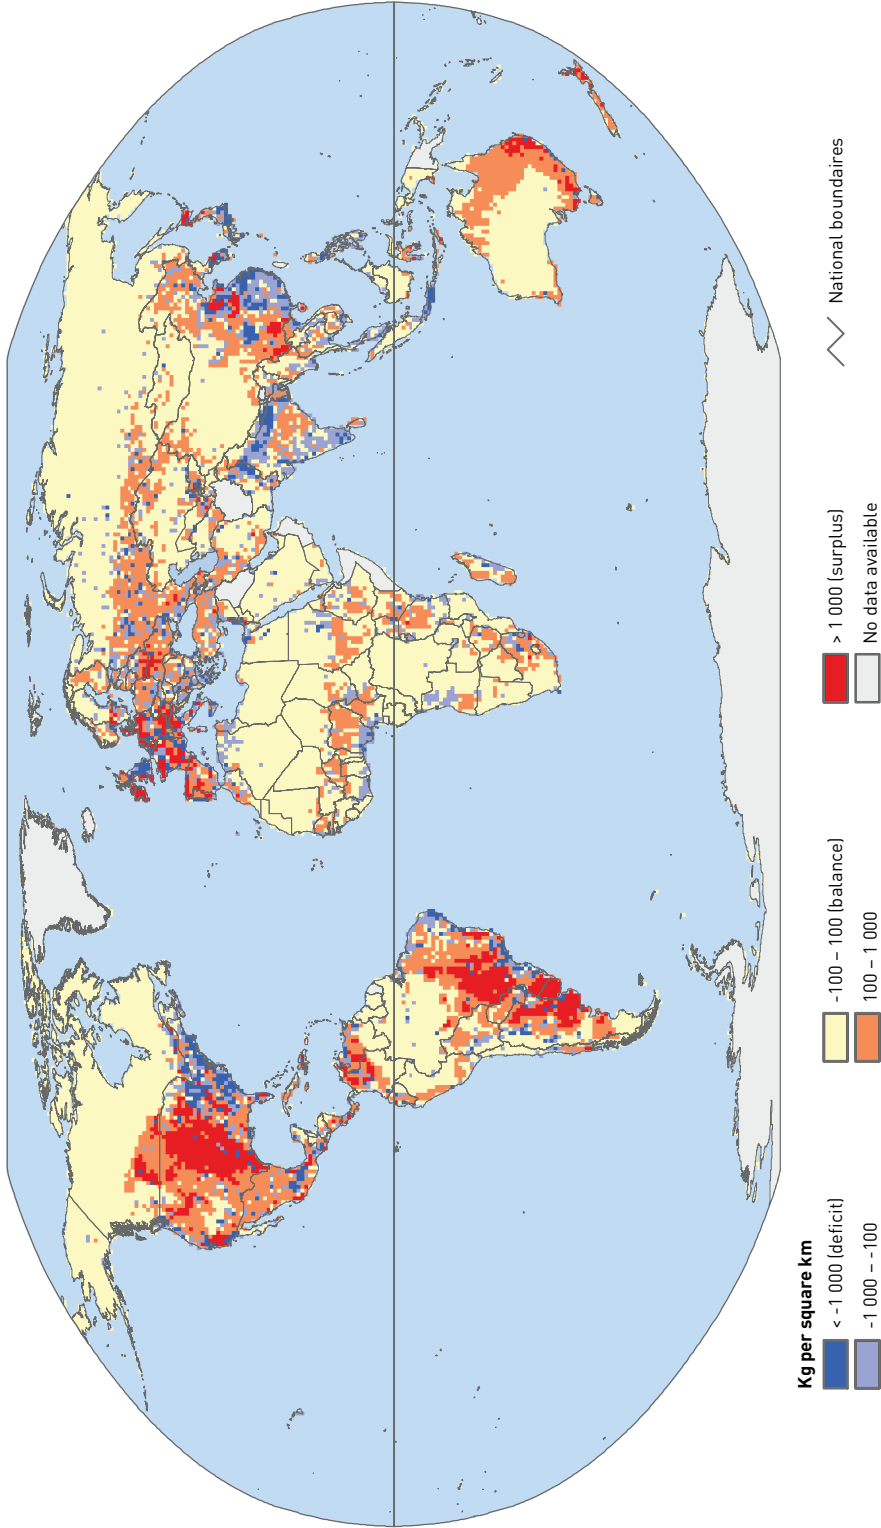 Kg per square km
< -1 000 (deficit)
-1 000 – -100
-100 – 100 (balance)
100 – 1 000
> 1 000 (surplus)
No data available
National boundaires